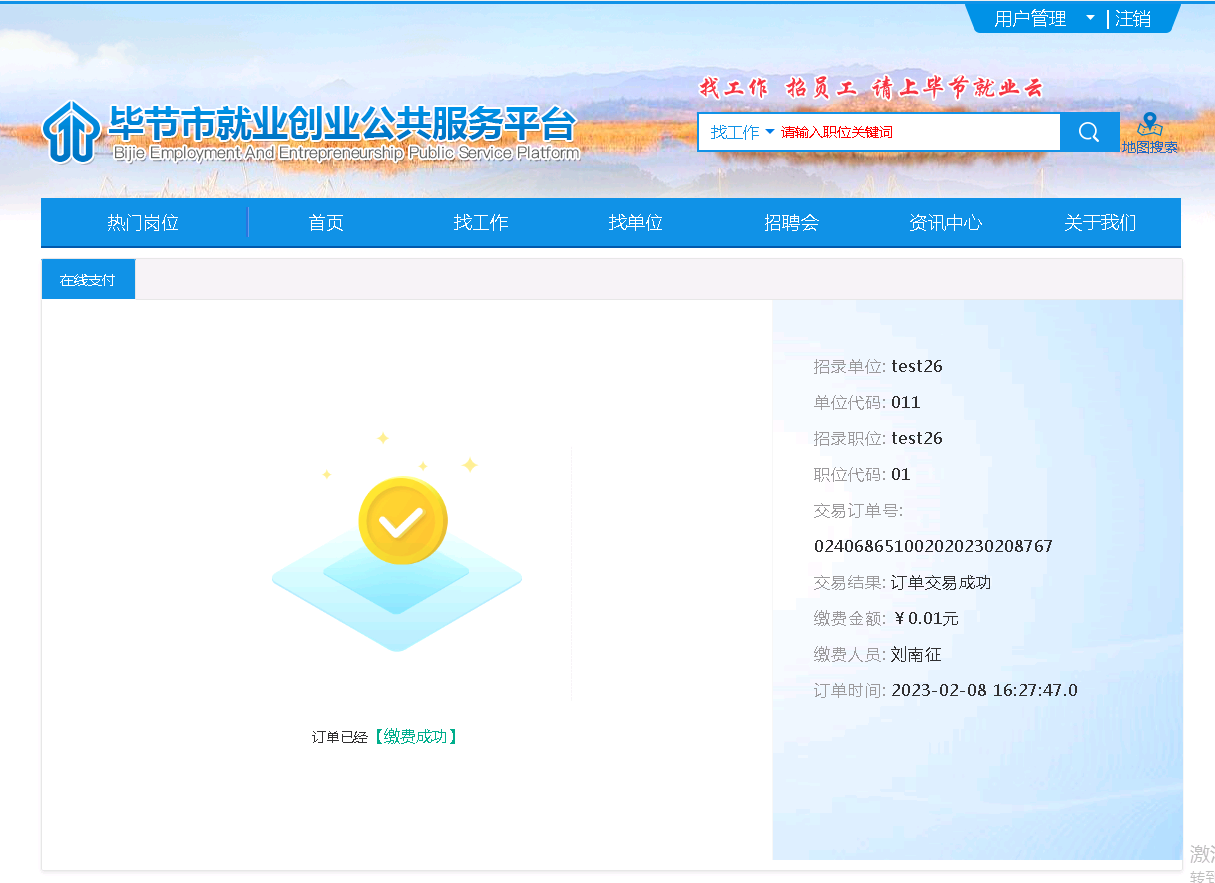 用户管理 | 注销
找工作 招员工 请上毕节就业云
毕节市就业创业公共服务平台
Bijie Employment And Entrepreneurship Public Service Platform
找工作 请输入职位关键词
地图搜索
热门岗位 首页 找工作 找单位 招聘会 资讯中心 关于我们
在线支付
招录单位: test26
单位代码: 011
招录职位: test26
职位代码: 01
交易订单号:
024068651002020230208767
交易结果: 订单交易成功
缴费金额: ￥0.01元
缴费人员: 刘南征
订单时间: 2023-02-08 16:27:47.0
订单已经【缴费成功】
激
转到